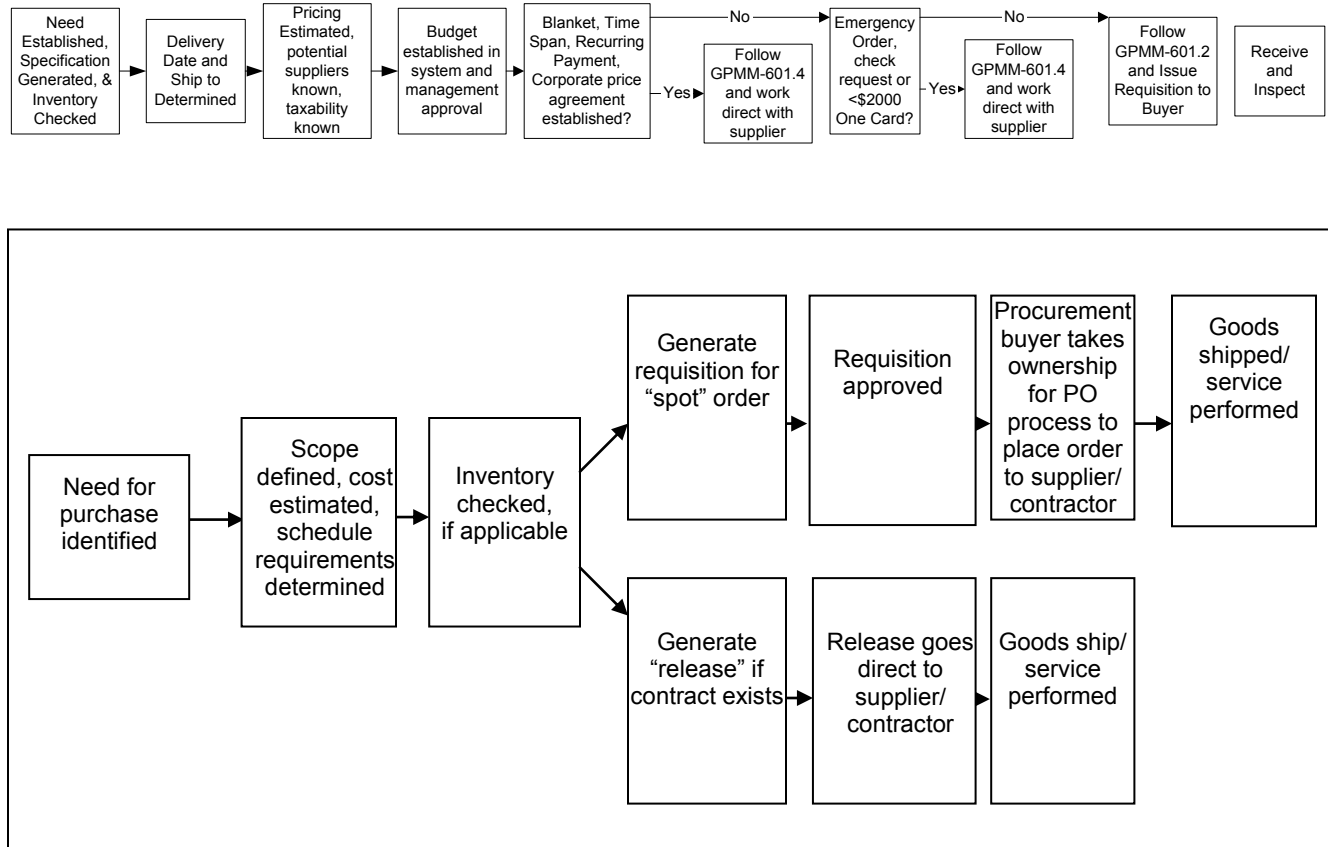 Need
Established,
Specification
Generated, &
Inventory
Checked
Delivery
Date and
Ship to
Determined
Pricing
Estimated,
potential
suppliers
known,
taxability
known
Budget
established in
system and
management
approval
Blanket, Time
Span, Recurring
Payment,
Corporate price
agreement
established?
No
Yes
Follow
GPMM-601.4
and work
direct with
supplier
Emergency
Order,
check
request or
<$2000
One Card?
No
Yes
Follow
GPMM-601.4
and work
direct with
supplier
Follow
GPMM-601.2
and Issue
Requisition to
Buyer
Receive
and
Inspect
Need for
purchase
identified
Scope
defined, cost
estimated,
schedule
requirements
determined
Inventory
checked,
if applicable
Generate
requisition for
“spot” order
Requisition
approved
Procurement
buyer takes
ownership
for PO
process to
place order
to supplier/
contractor
Goods
shipped/
service
performed
Generate
“release” if
contract exists
Release goes
direct to
supplier/
contractor
Goods ship/
service
performed